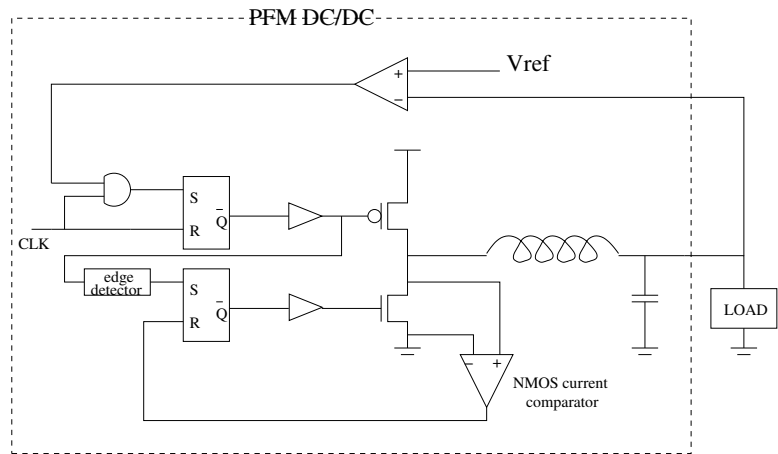 PFM DC/DC
+
Vref
−
S
Q
R
CLK
edge
detector
S
Q
R
LOAD
− +
NMOS current
comparator